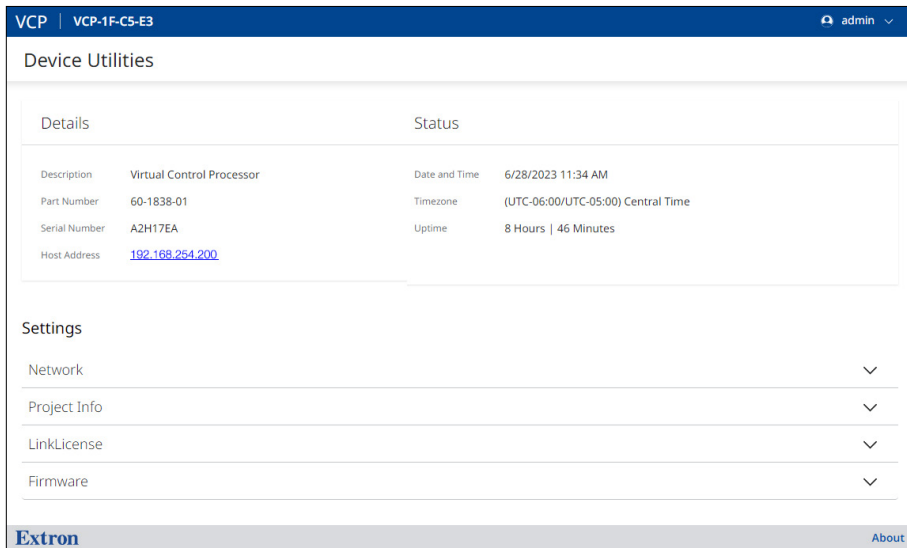 VCP | VCP-1F-C5-E3
admin
Device Utilities
Details
Description Virtual Control Processor
Part Number 60-1838-01
Serial Number A2H17EA
Host Address 192.168.254.200
Status
Date and Time 6/28/2023 11:34 AM
Timezone (UTC-06:00/UTC-05:00) Central Time
Uptime 8 Hours | 46 Minutes
Settings
Network
Project Info
LinkLicense
Firmware
Extron
About